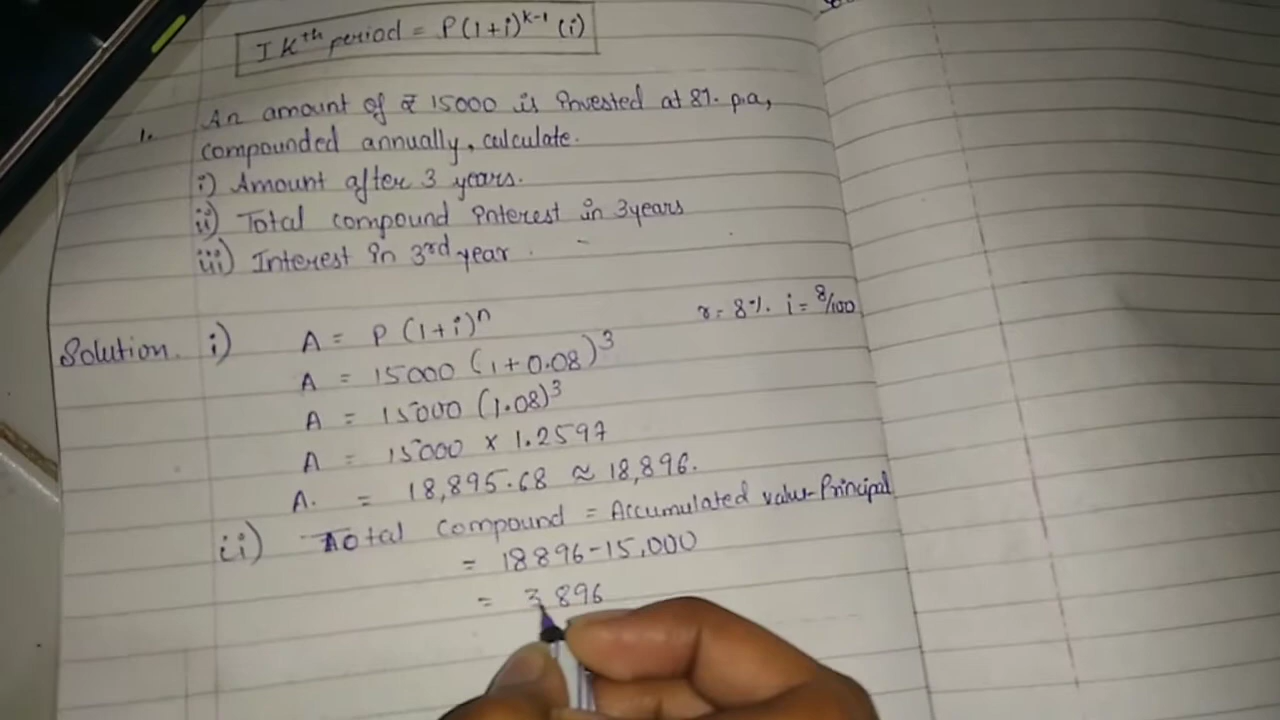 I Kth period = P(1+i)^k-1 (i)
1. An amount of ₹ 15000 is Invested at 8%. p.a,
compounded annually, calculate.
i) Amount after 3 years.
ii) Total compound Interest in 3years
iii) Interest in 3rd year.
r = 8%. i = 8/100
Solution. i) A = P (1+i)^n
A = 15000 (1+0.08)^3
A = 15000 (1.08)^3
A = 15000 × 1.2597
A. = 18,895.68 ≈ 18,896.
ii) Total compound = Accumulated value-Principal
= 18896-15,000
= 3896